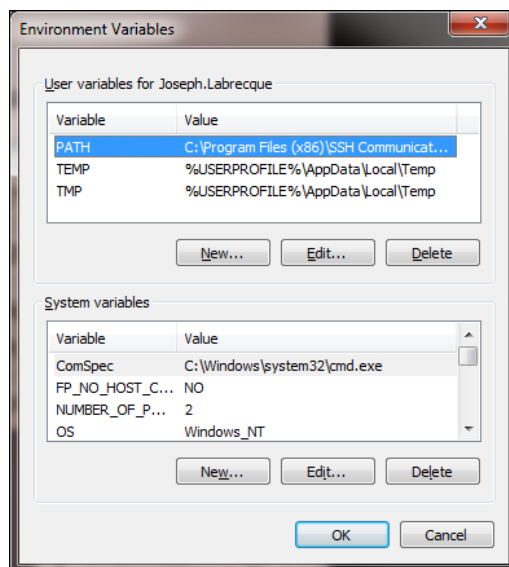 Environment Variables
User variables for Joseph.Labrecque
Variable Value
PATH C:\Program Files (x86)\SSH Communicat...
TEMP %USERPROFILE%\AppData\Local\Temp
TMP %USERPROFILE%\AppData\Local\Temp
New... Edit... Delete
System variables
Variable Value
ComSpec C:\Windows\system32\cmd.exe
FP_NO_HOST_C... NO
NUMBER_OF_P... 2
OS Windows_NT
New... Edit... Delete
OK Cancel